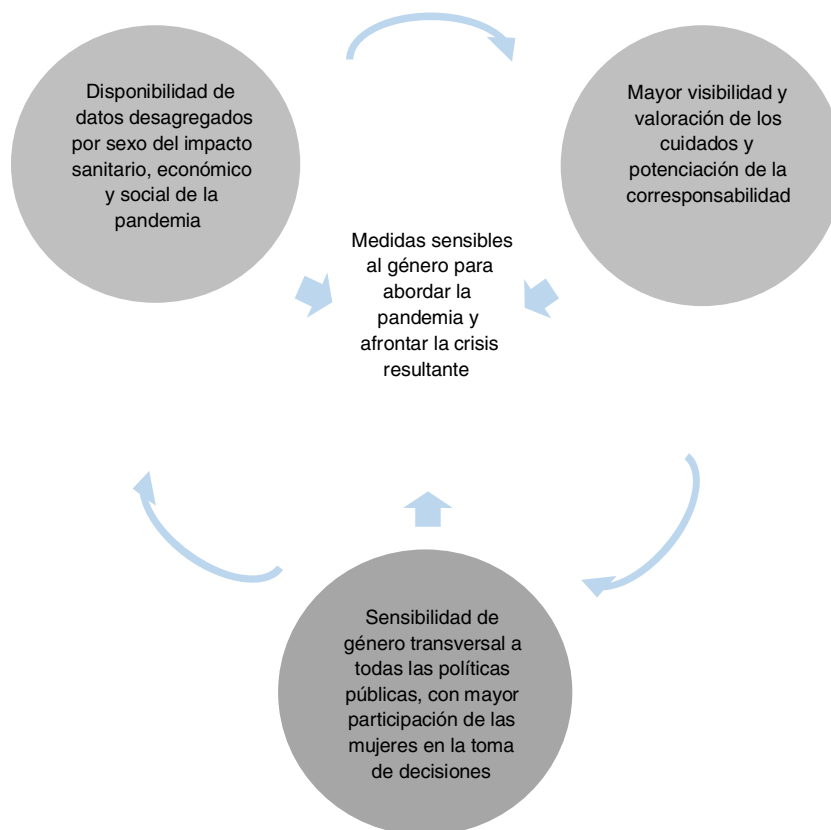 Disponibilidad de
datos desagregados
por sexo del impacto
sanitario, económico
y social de la
pandemia
Mayor visibilidad y
valoración de los
cuidados y
potenciación de la
corresponsabilidad
Medidas sensibles
al género para
abordar la
pandemia y
afrontar la crisis
resultante
Sensibilidad de
género transversal a
todas las políticas
públicas, con mayor
participación de las
mujeres en la toma
de decisiones